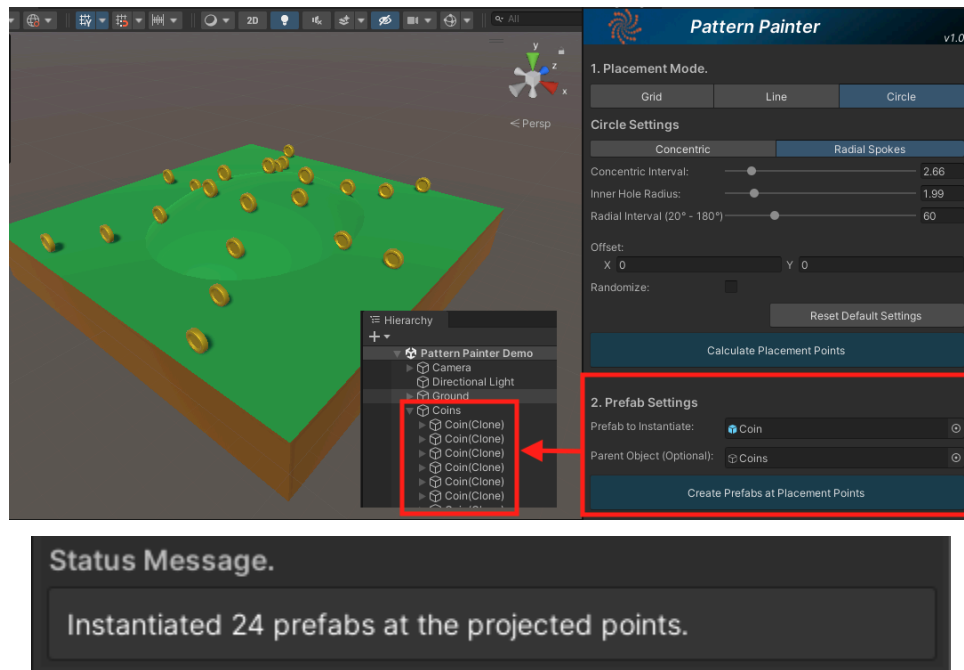 2D
All
y
z
x
< Persp
Pattern Painter
v1.0
1. Placement Mode.
Grid Line Circle
Circle Settings
Concentric Radial Spokes
Concentric Interval: 2.66
Inner Hole Radius: 1.99
Radial Interval (20° - 180°) 60
Offset:
X 0 Y 0
Randomize:
Reset Default Settings
Calculate Placement Points
2. Prefab Settings
Prefab to Instantiate: Coin
Parent Object (Optional): Coins
Create Prefabs at Placement Points
Hierarchy
Pattern Painter Demo
Camera
Directional Light
Ground
Coins
Coin(Clone)
Coin(Clone)
Coin(Clone)
Coin(Clone)
Coin(Clone)
Coin(Clone)
Status Message.
Instantiated 24 prefabs at the projected points.